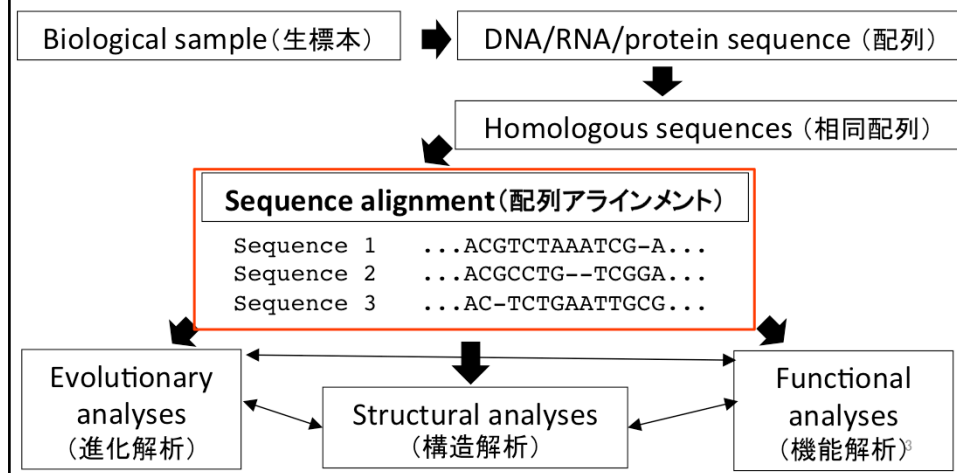 Biological sample(生標本)
DNA/RNA/protein sequence (配列)
Homologous sequences (相同配列)
Sequence alignment(配列アラインメント)
Sequence 1 ...ACGTCTAAATCG-A...
Sequence 2 ...ACGCCTG--TCGGA...
Sequence 3 ...AC-TCTGAATTGCG...
Evolutionary
analyses
(進化解析)
Structural analyses
(構造解析)
Functional
analyses
(機能解析)
3